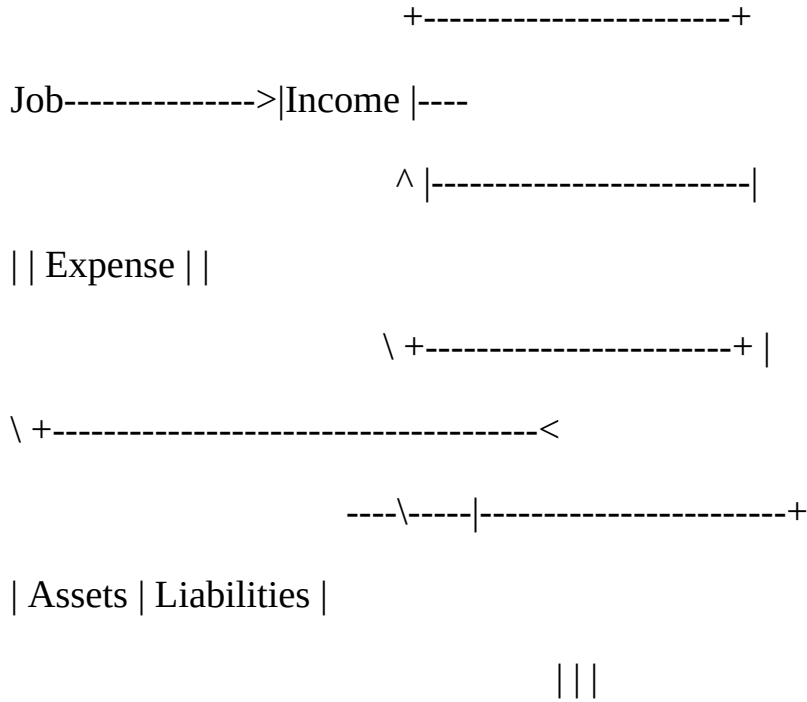 +-------------------------+
Job--------------->|Income |----
^ |-------------------------|
| | Expense | |
\ +------------------------+ |
\ +--------------------------------------<
----\-----|------------------------+
| Assets | Liabilities |
| | |